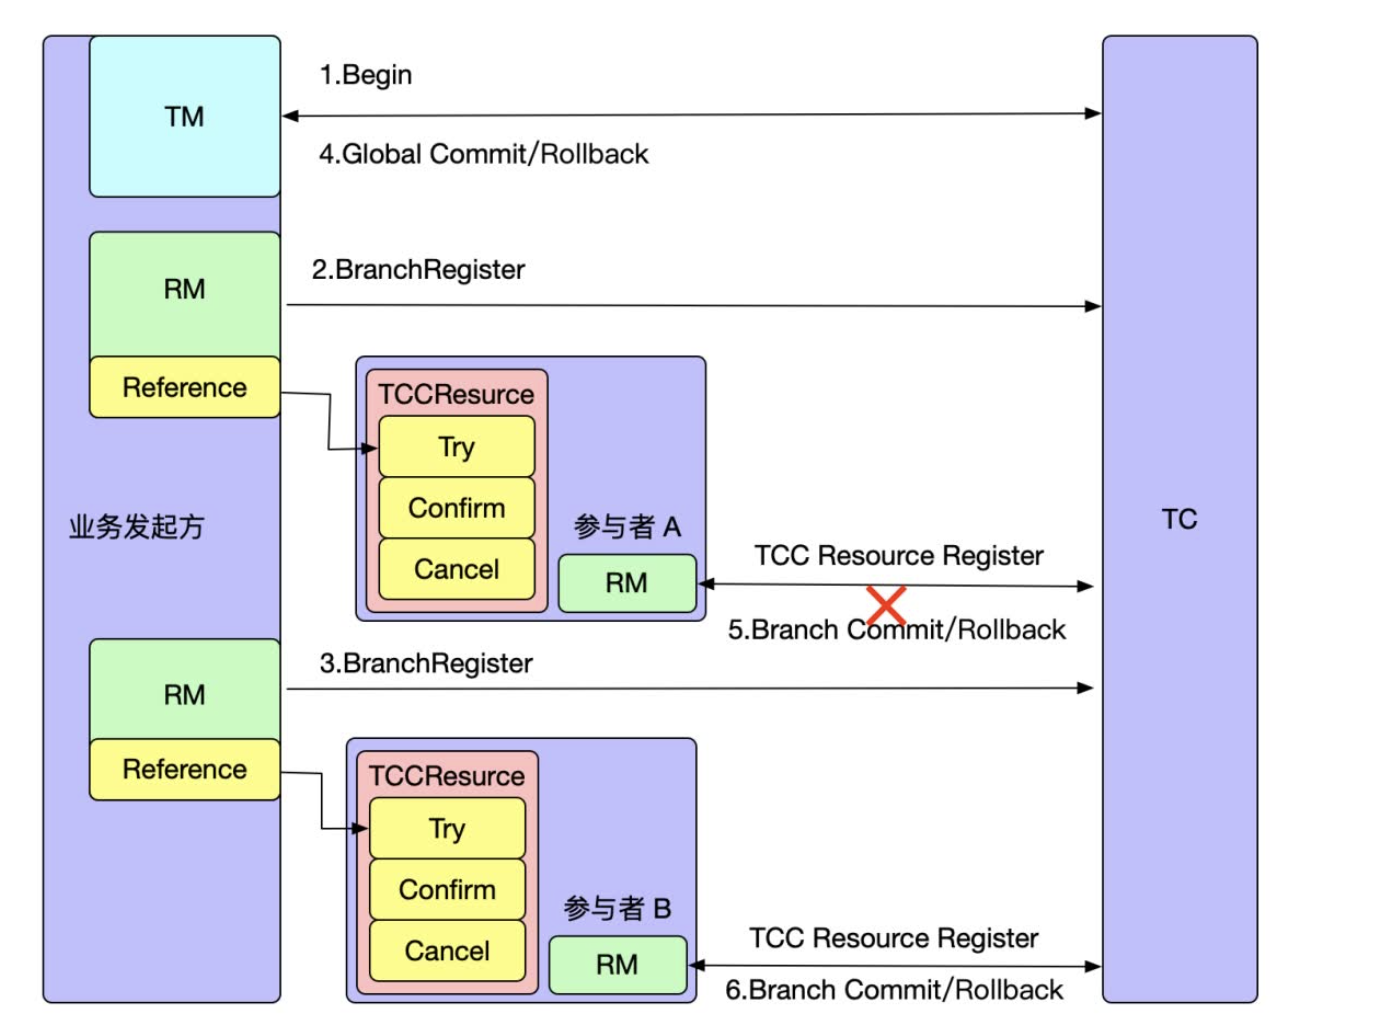 TM
1.Begin
4.Global Commit/Rollback
RM
2.BranchRegister
Reference
TCCResurce
Try
Confirm
Cancel
参与者 A
RM
业务发起方
TCC Resource Register
5.Branch Commit/Rollback
TC
RM
3.BranchRegister
Reference
TCCResurce
Try
Confirm
Cancel
参与者 B
RM
TCC Resource Register
6.Branch Commit/Rollback